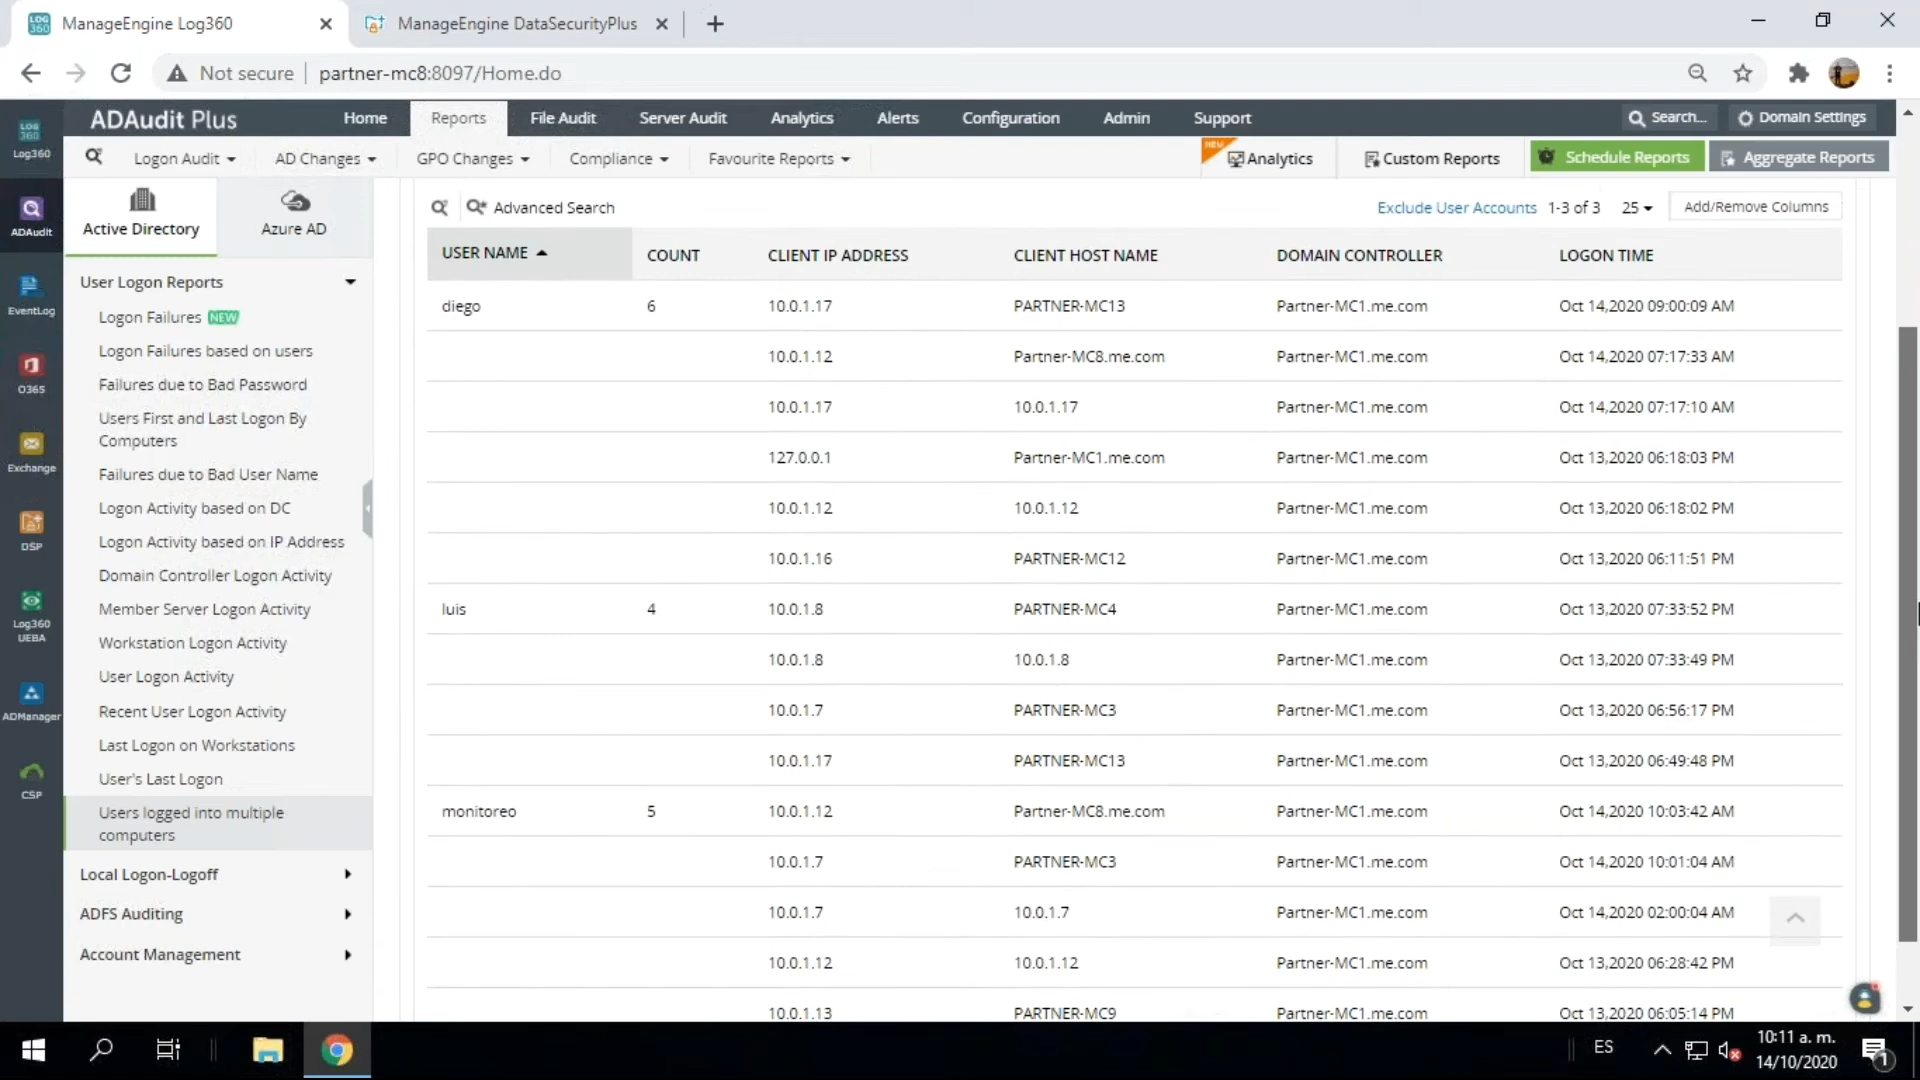 ManageEngine Log360
ManageEngine DataSecurityPlus
Not secure
partner-mc8:8097/Home.do
LOG 360
Log360
ADAudit
EventLog
O365
Exchange
DSP
Log360 UEBA
ADManager
CSP
ADAudit Plus
Home
Reports
File Audit
Server Audit
Analytics
Alerts
Configuration
Admin
Support
Search...
Domain Settings
Logon Audit
AD Changes
GPO Changes
Compliance
Favourite Reports
NEW
Analytics
Custom Reports
Schedule Reports
Aggregate Reports
Active Directory
Azure AD
User Logon Reports
Logon Failures NEW
Logon Failures based on users
Failures due to Bad Password
Users First and Last Logon By
Computers
Failures due to Bad User Name
Logon Activity based on DC
Logon Activity based on IP Address
Domain Controller Logon Activity
Member Server Logon Activity
Workstation Logon Activity
User Logon Activity
Recent User Logon Activity
Last Logon on Workstations
User's Last Logon
Users logged into multiple
computers
Local Logon-Logoff
ADFS Auditing
Account Management
Advanced Search
Exclude User Accounts 1-3 of 3 25 Add/Remove Columns
USER NAME COUNT CLIENT IP ADDRESS CLIENT HOST NAME DOMAIN CONTROLLER LOGON TIME
diego 6 10.0.1.17 PARTNER-MC13 Partner-MC1.me.com Oct 14,2020 09:00:09 AM
10.0.1.12 Partner-MC8.me.com Partner-MC1.me.com Oct 14,2020 07:17:33 AM
10.0.1.17 10.0.1.17 Partner-MC1.me.com Oct 14,2020 07:17:10 AM
127.0.0.1 Partner-MC1.me.com Partner-MC1.me.com Oct 13,2020 06:18:03 PM
10.0.1.12 10.0.1.12 Partner-MC1.me.com Oct 13,2020 06:18:02 PM
10.0.1.16 PARTNER-MC12 Partner-MC1.me.com Oct 13,2020 06:11:51 PM
luis 4 10.0.1.8 PARTNER-MC4 Partner-MC1.me.com Oct 13,2020 07:33:52 PM
10.0.1.8 10.0.1.8 Partner-MC1.me.com Oct 13,2020 07:33:49 PM
10.0.1.7 PARTNER-MC3 Partner-MC1.me.com Oct 13,2020 06:56:17 PM
10.0.1.17 PARTNER-MC13 Partner-MC1.me.com Oct 13,2020 06:49:48 PM
monitoreo 5 10.0.1.12 Partner-MC8.me.com Partner-MC1.me.com Oct 14,2020 10:03:42 AM
10.0.1.7 PARTNER-MC3 Partner-MC1.me.com Oct 14,2020 10:01:04 AM
10.0.1.7 10.0.1.7 Partner-MC1.me.com Oct 14,2020 02:00:04 AM
10.0.1.12 10.0.1.12 Partner-MC1.me.com Oct 13,2020 06:28:42 PM
10.0.1.13 PARTNER-MC9 Partner-MC1.me.com Oct 13,2020 06:05:14 PM
ES
10:11 a. m.
14/10/2020
1